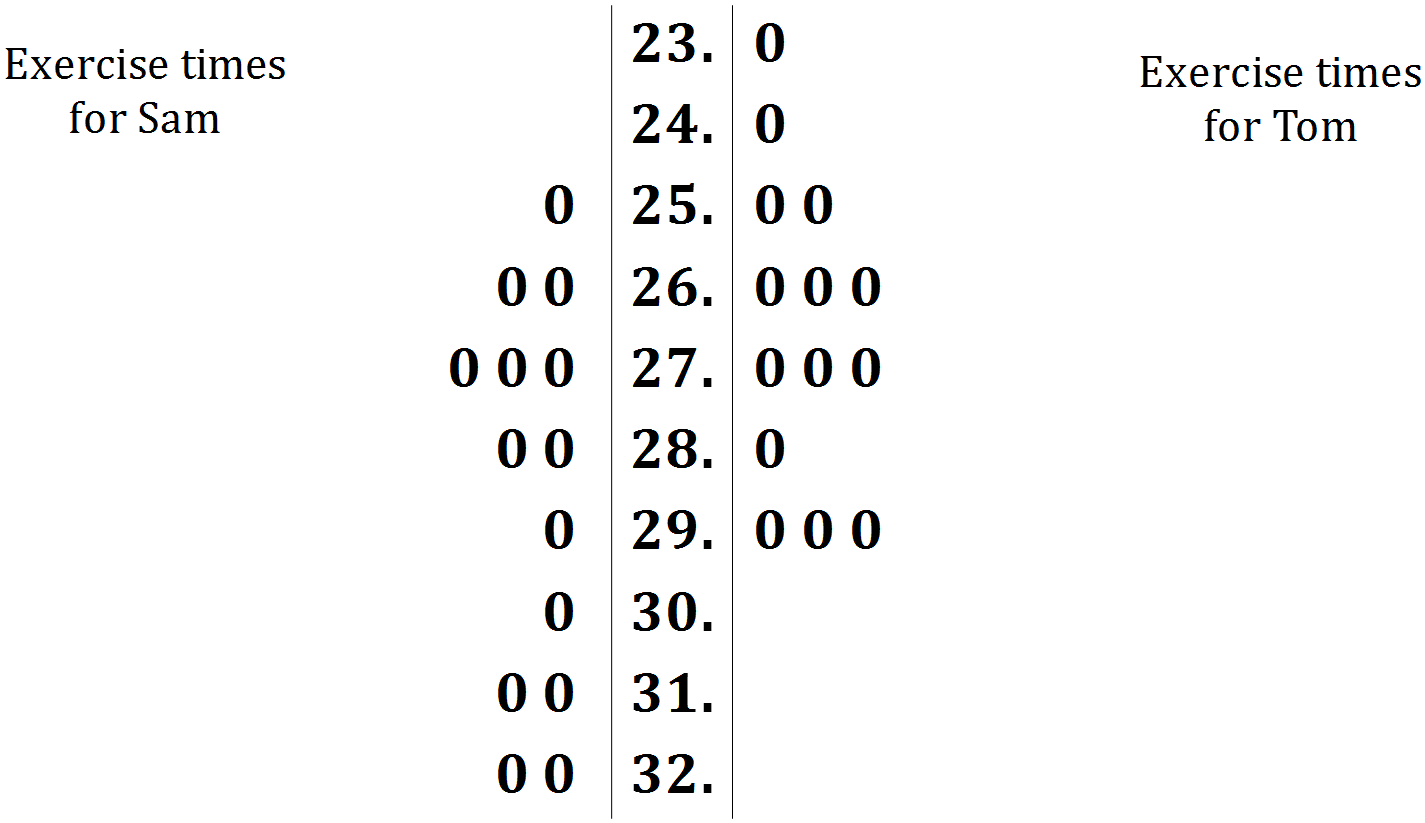 Exercise times
for Sam
23. 0
24. 0
0 25. 0 0
0 0 26. 0 0 0
0 0 0 27. 0 0 0
0 0 28. 0
0 29. 0 0 0
0 30.
0 0 31.
0 0 32.
Exercise times
for Tom